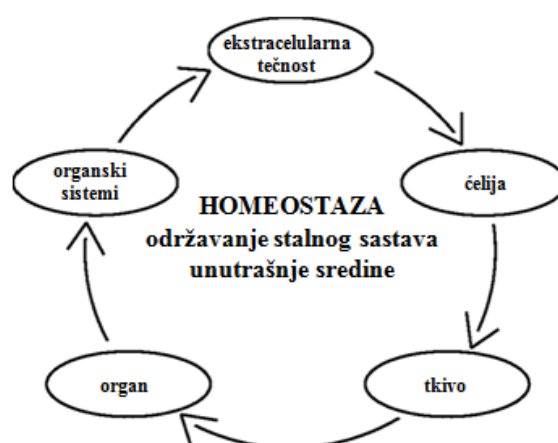 ekstracelularna
tečnost
organski
sistemi
ćelija
HOMEOSTAZA
održavanje stalnog sastava
unutrašnje sredine
organ
tkivo